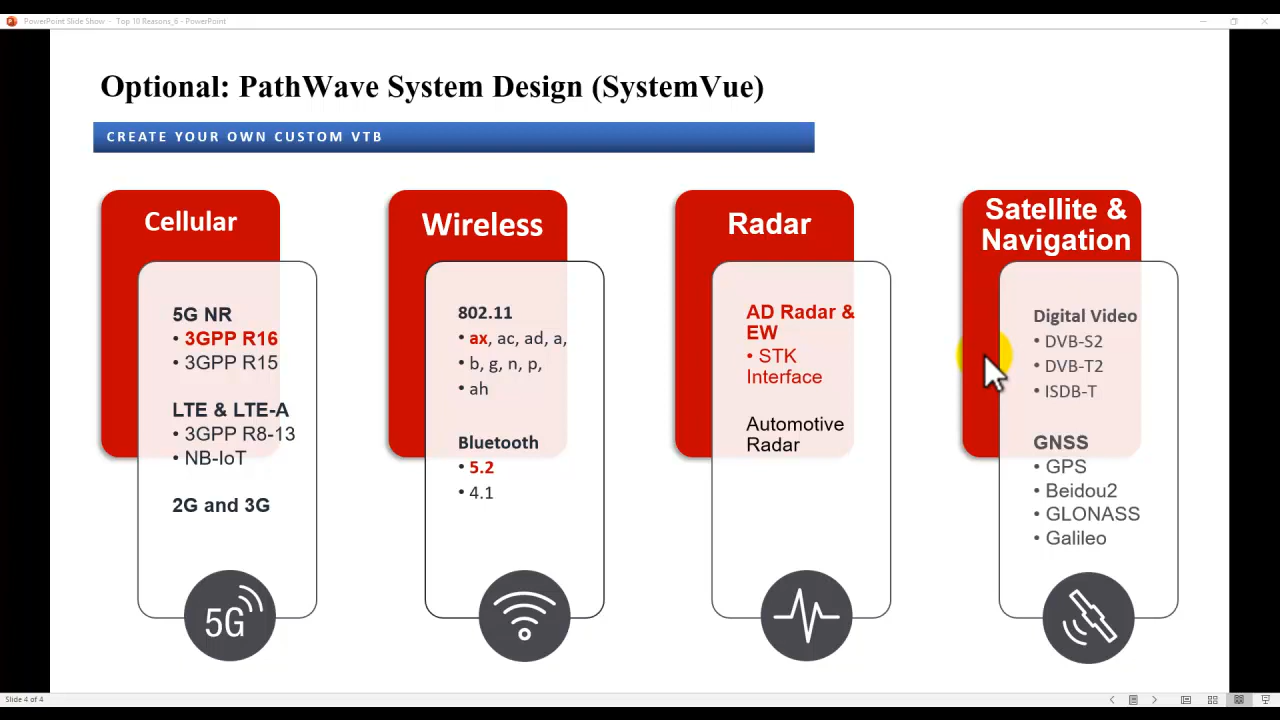 PowerPoint Slide Show - Top 10 Reasons_6 - PowerPoint
Optional: PathWave System Design (SystemVue)
CREATE YOUR OWN CUSTOM VTB
Cellular
5G NR
• 3GPP R16
• 3GPP R15
LTE & LTE-A
• 3GPP R8-13
• NB-IoT
2G and 3G
5G
Wireless
802.11
• ax, ac, ad, a,
• b, g, n, p,
• ah
Bluetooth
• 5.2
• 4.1
Radar
AD Radar &
EW
• STK
Interface
Automotive
Radar
Satellite &
Navigation
Digital Video
• DVB-S2
• DVB-T2
• ISDB-T
GNSS
• GPS
• Beidou2
• GLONASS
• Galileo
Slide 4 of 4